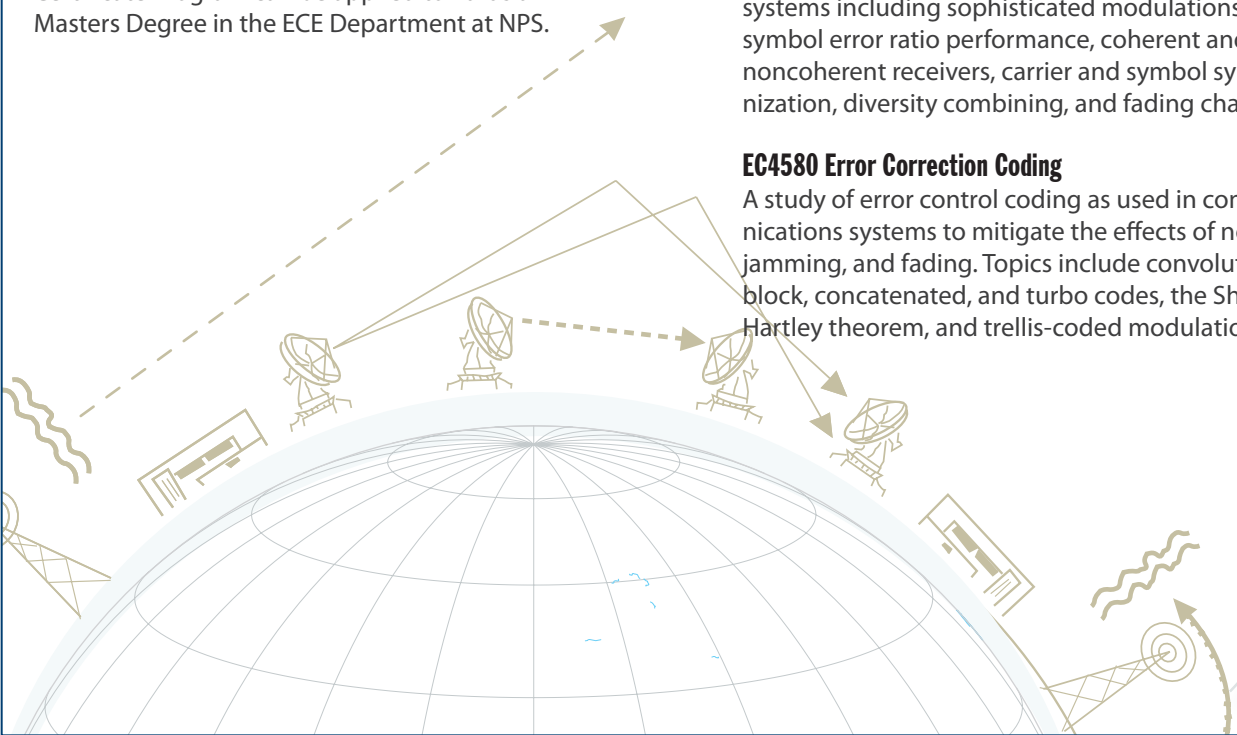 Masters Degree in the ECE Department at NPS.
systems including sophisticated modulations
symbol error ratio performance, coherent and
noncoherent receivers, carrier and symbol sy
nization, diversity combining, and fading cha
EC4580 Error Correction Coding
A study of error control coding as used in com
nications systems to mitigate the effects of no
jamming, and fading. Topics include convolut
block, concatenated, and turbo codes, the Sh
Hartley theorem, and trellis-coded modulatio